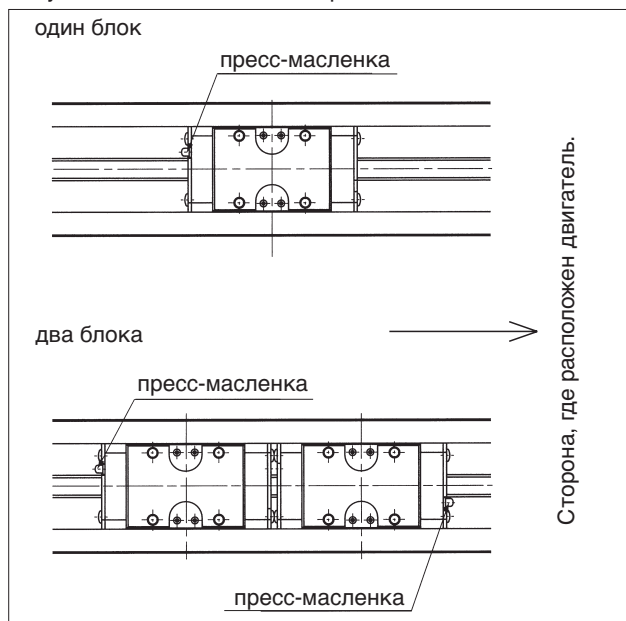 один блок
пресс-масленка
два блока
пресс-масленка
пресс-масленка
Сторона, где расположен двигатель.